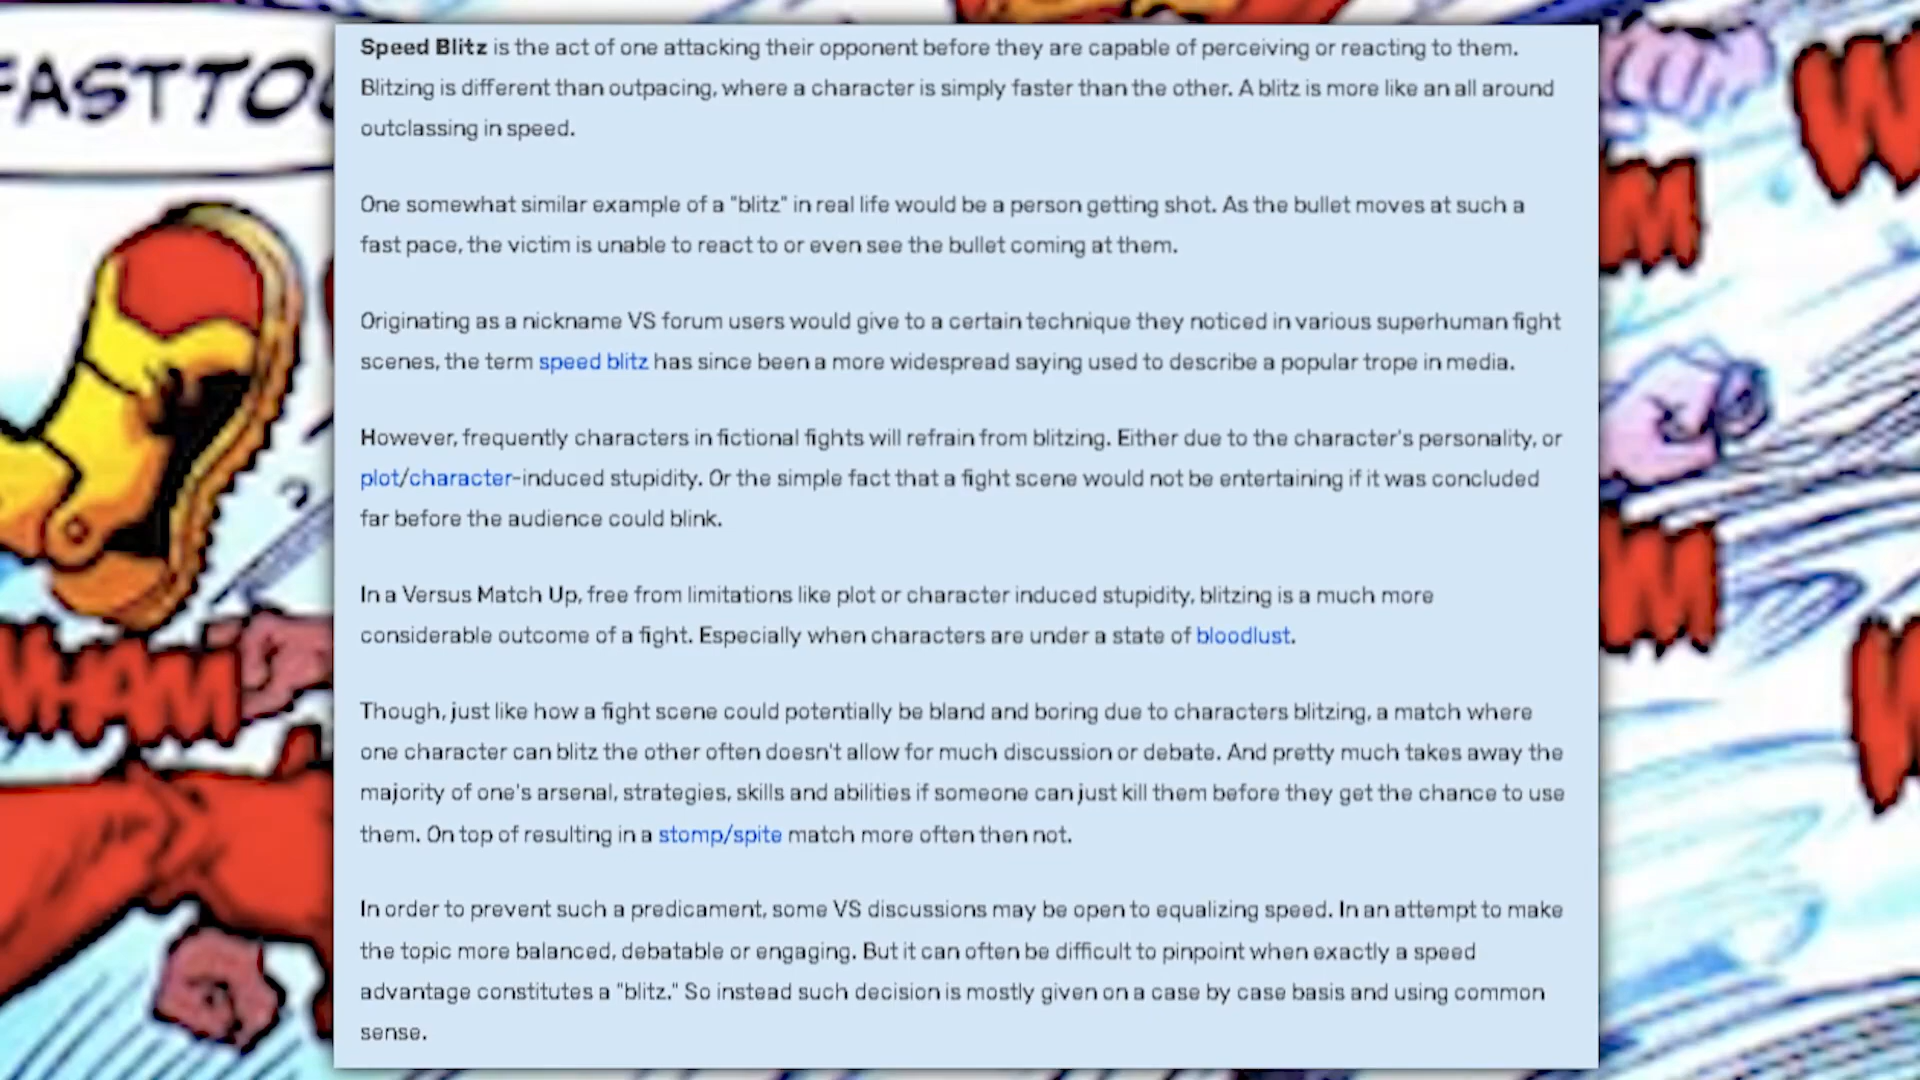 FASTTO
Speed Blitz is the act of one attacking their opponent before they are capable of perceiving or reacting to them.
Blitzing is different than outpacing, where a character is simply faster than the other. A blitz is more like an all around
outclassing in speed.
One somewhat similar example of a "blitz" in real life would be a person getting shot. As the bullet moves at such a
fast pace, the victim is unable to react to or even see the bullet coming at them.
Originating as a nickname VS forum users would give to a certain technique they noticed in various superhuman fight
scenes, the term speed blitz has since been a more widespread saying used to describe a popular trope in media.
However, frequently characters in fictional fights will refrain from blitzing. Either due to the character's personality, or
plot/character-induced stupidity. Or the simple fact that a fight scene would not be entertaining if it was concluded
far before the audience could blink.
In a Versus Match Up, free from limitations like plot or character induced stupidity, blitzing is a much more
considerable outcome of a fight. Especially when characters are under a state of bloodlust.
WHAM
Though, just like how a fight scene could potentially be bland and boring due to characters blitzing, a match where
one character can blitz the other often doesn't allow for much discussion or debate. And pretty much takes away the
majority of one's arsenal, strategies, skills and abilities if someone can just kill them before they get the chance to use
them. On top of resulting in a stomp/spite match more often then not.
In order to prevent such a predicament, some VS discussions may be open to equalizing speed. In an attempt to make
the topic more balanced, debatable or engaging. But it can often be difficult to pinpoint when exactly a speed
advantage constitutes a "blitz." So instead such decision is mostly given on a case by case basis and using common
sense.